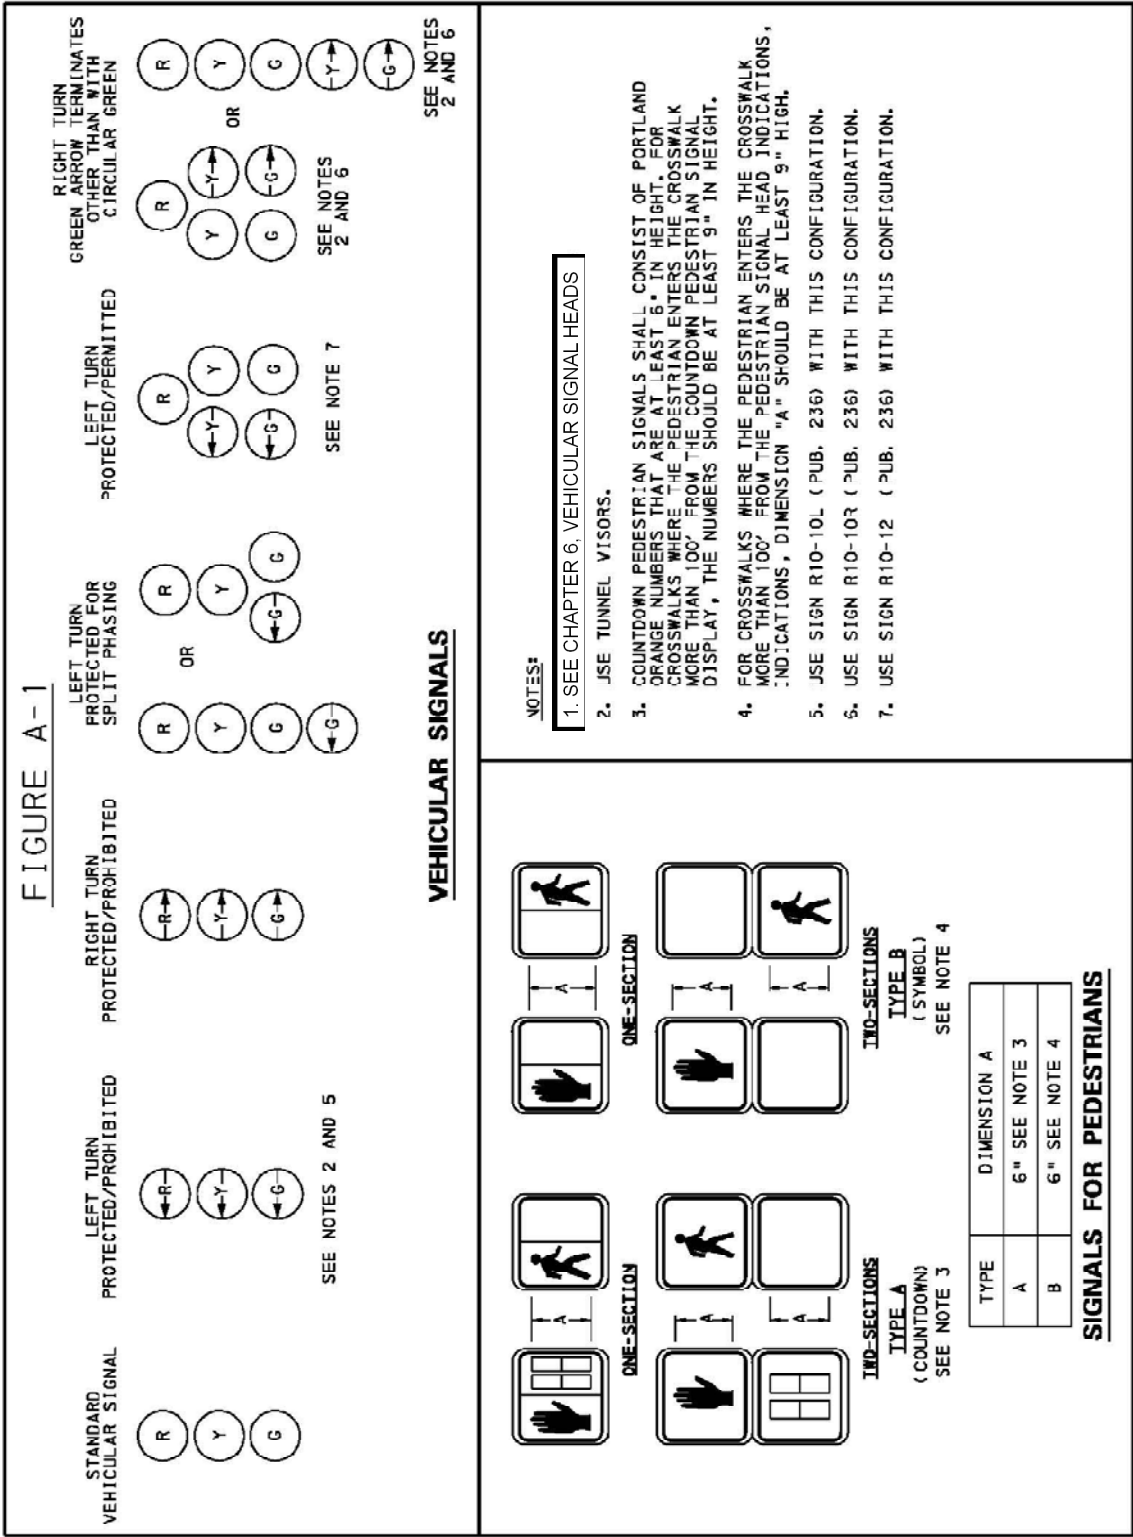 FIGURE A-1
STANDARD
VEHICULAR SIGNAL
R
Y
G
LEFT TURN
PROTECTED/PROHIBITED
R
Y
G
SEE NOTES 2 AND 5
RIGHT TURN
PROTECTED/PROHIBITED
R
Y
G
LEFT TURN
PROTECTED FOR
SPLIT PHASING
R
Y
G
G
OR
R
Y
G
G
LEFT TURN
PROTECTED/PERMITTED
R
Y
Y
G
G
SEE NOTE 7
RIGHT TURN
GREEN ARROW TERMINATES
OTHER THAN WITH
CIRCULAR GREEN
R
Y
Y
G
G
SEE NOTES
2 AND 6
OR
R
Y
G
Y
G
SEE NOTES
2 AND 6
VEHICULAR SIGNALS
A
ONE-SECTION
A
A
TWO-SECTIONS
TYPE A
(COUNTDOWN)
SEE NOTE 3
A
ONE-SECTION
A
A
TWO-SECTIONS
TYPE B
(SYMBOL)
SEE NOTE 4
TYPE DIMENSION A
A 6" SEE NOTE 3
B 6" SEE NOTE 4
SIGNALS FOR PEDESTRIANS
NOTES:
1. SEE CHAPTER 6, VEHICULAR SIGNAL HEADS
2. USE TUNNEL VISORS.
3. COUNTDOWN PEDESTRIAN SIGNALS SHALL CONSIST OF PORTLAND
ORANGE NUMBERS THAT ARE AT LEAST 6" IN HEIGHT. FOR
CROSSWALKS WHERE THE PEDESTRIAN ENTERS THE CROSSWALK
MORE THAN 100' FROM THE COUNTDOWN PEDESTRIAN SIGNAL
DISPLAY, THE NUMBERS SHOULD BE AT LEAST 9" IN HEIGHT.
4. FOR CROSSWALKS WHERE THE PEDESTRIAN ENTERS THE CROSSWALK
MORE THAN 100' FROM THE PEDESTRIAN SIGNAL HEAD INDICATIONS,
INDICATIONS, DIMENSION "A" SHOULD BE AT LEAST 9" HIGH.
5. USE SIGN R10-10L (PUB. 236) WITH THIS CONFIGURATION.
6. USE SIGN R10-10R (PUB. 236) WITH THIS CONFIGURATION.
7. USE SIGN R10-12 (PUB. 236) WITH THIS CONFIGURATION.